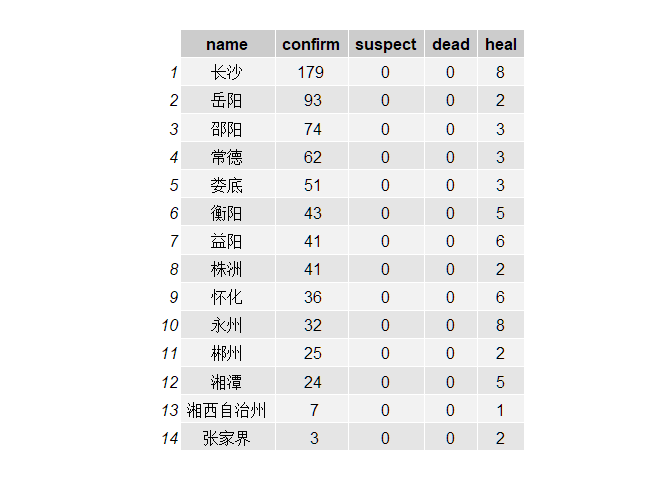 name confirm suspect dead heal
1 长沙 179 0 0 8
2 岳阳 93 0 0 2
3 邵阳 74 0 0 3
4 常德 62 0 0 3
5 娄底 51 0 0 3
6 衡阳 43 0 0 5
7 益阳 41 0 0 6
8 株洲 41 0 0 2
9 怀化 36 0 0 6
10 永州 32 0 0 8
11 郴州 25 0 0 2
12 湘潭 24 0 0 5
13 湘西自治州 7 0 0 1
14 张家界 3 0 0 2